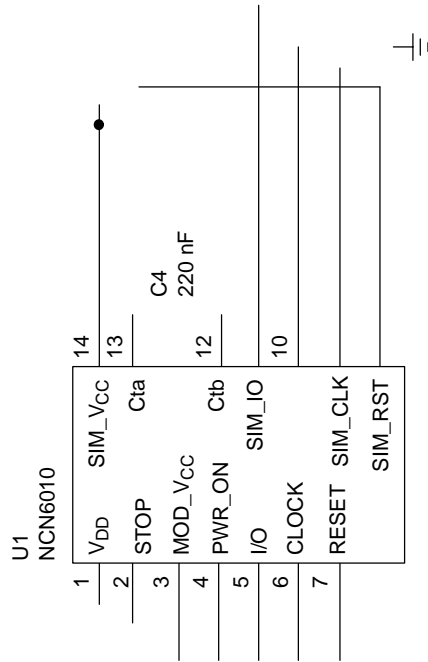 U1
NCN6010
1
2
3
4
5
6
7
VDD
STOP
MOD_VCC
PWR_ON
I/O
CLOCK
RESET
SIM_VCC
Cta
Ctb
SIM_IO
SIM_CLK
SIM_RST
14
13
12
10
C4
220 nF